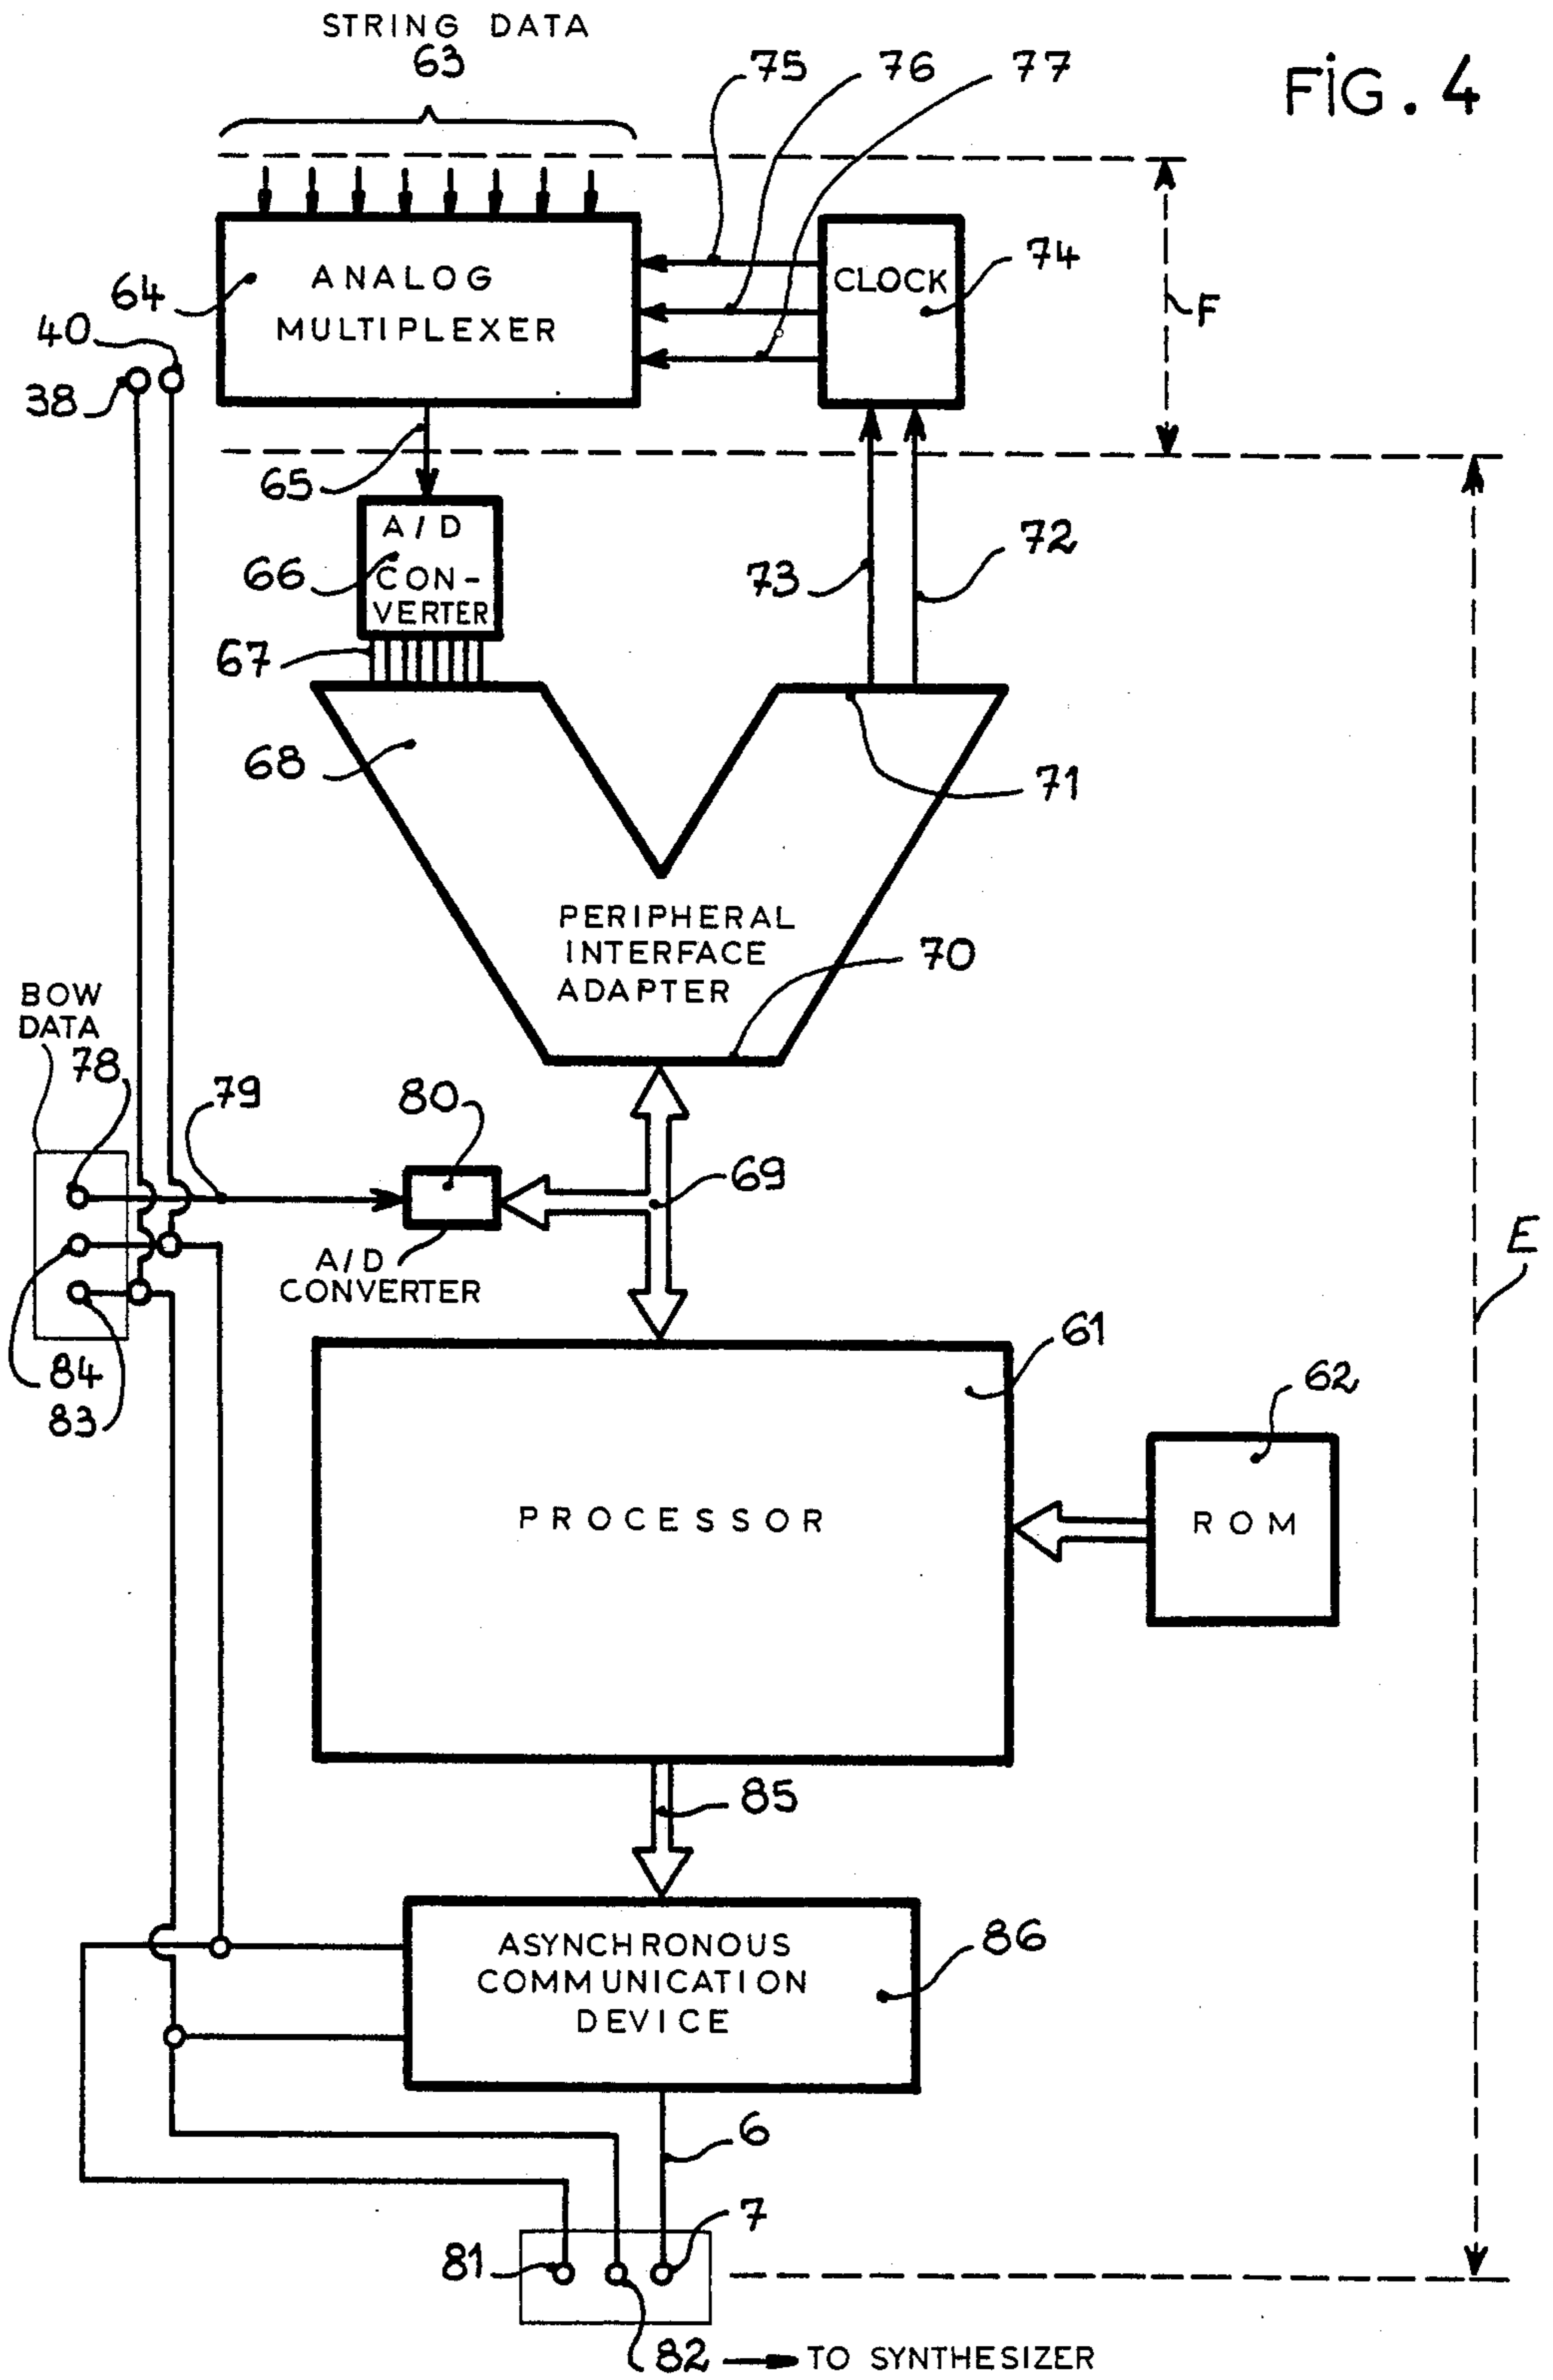 STRING DATA
63
75
76
77
FIG. 4
ANALOG
MULTIPLEXER
64
CLOCK
74
F
40
38
65
A/D
CON-
VERTER
66
67
73
72
68
71
PERIPHERAL
INTERFACE
ADAPTER
70
BOW
DATA
78
79
80
69
A/D
CONVERTER
E
84
83
61
62
PROCESSOR
ROM
85
ASYNCHRONOUS
COMMUNICATION
DEVICE
86
6
7
81
82 → TO SYNTHESIZER